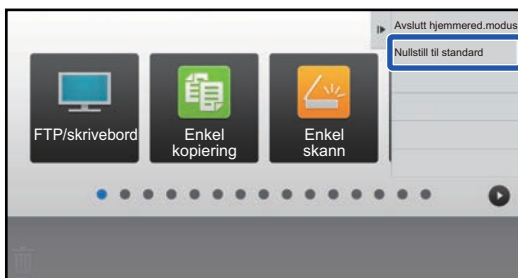 Avslutt hjemmered.modus
Nullstill til standard
FTP/skrivebord
Enkel
kopiering
Enkel
skann